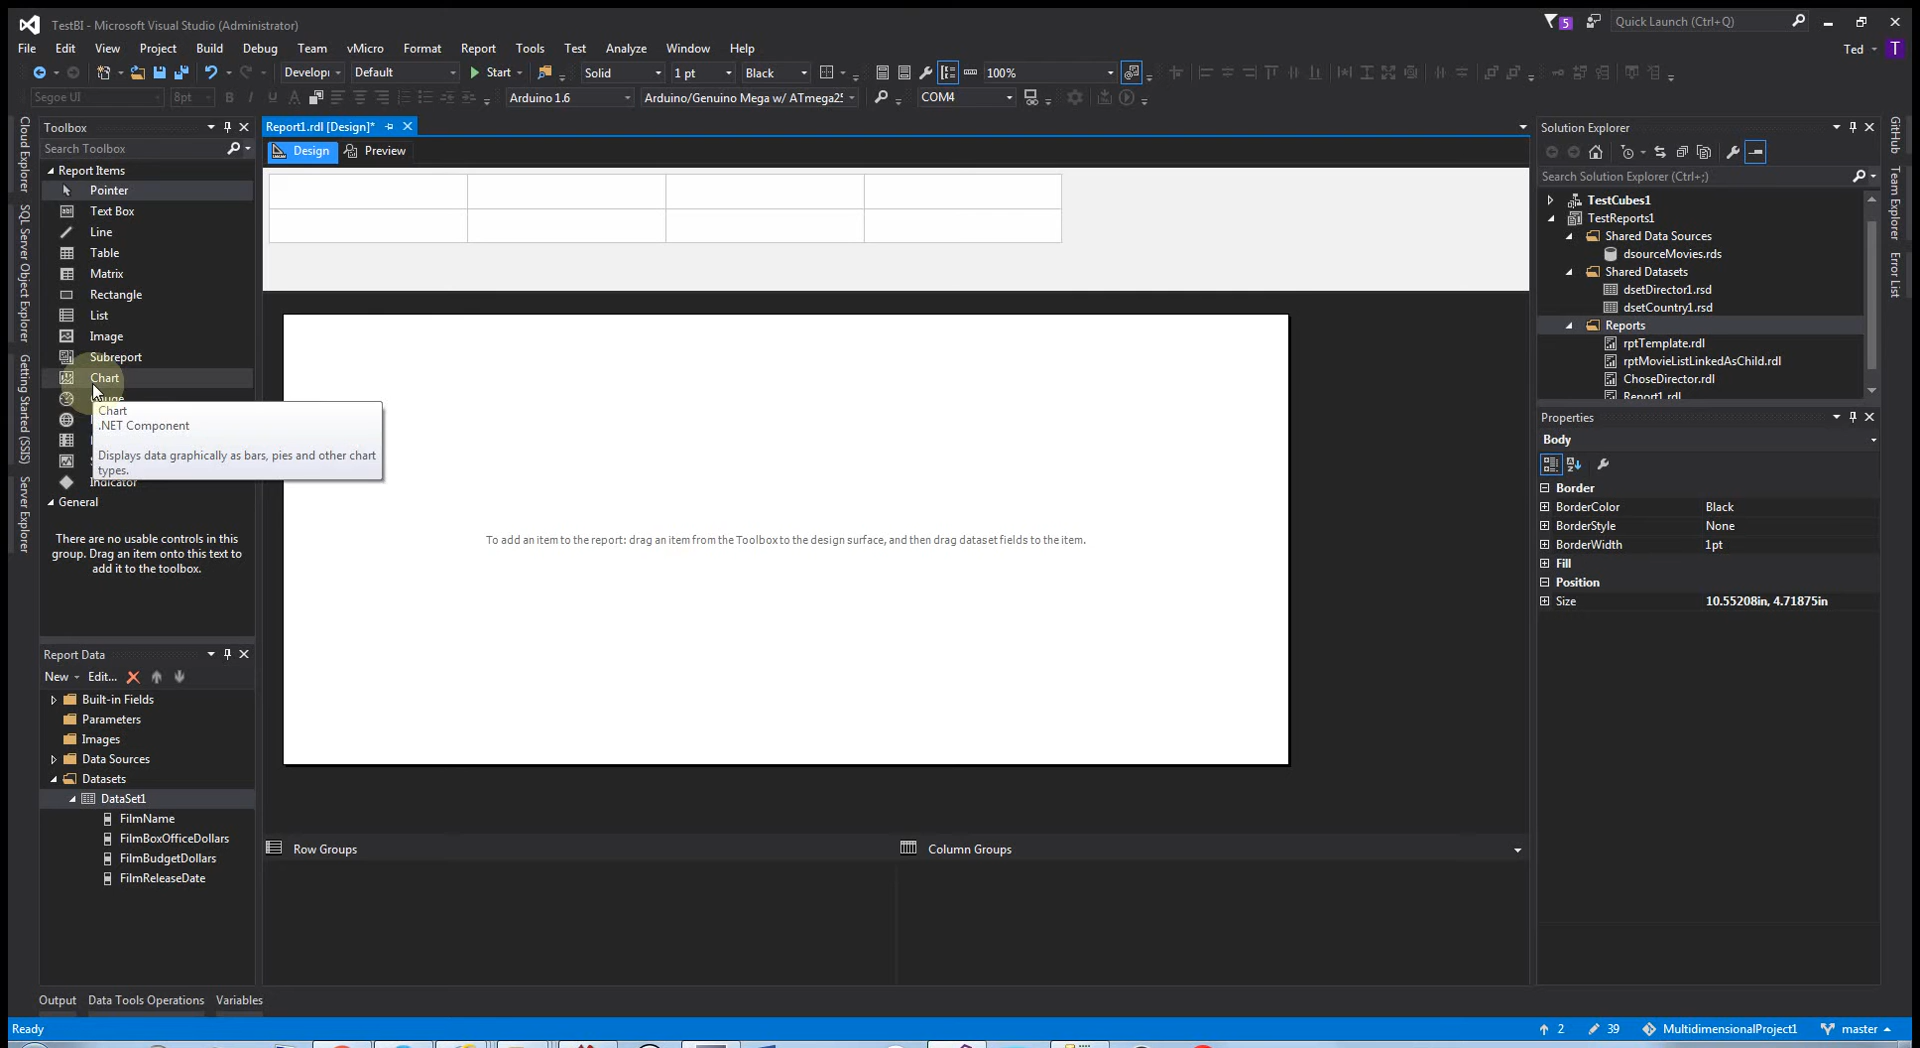 TestBI - Microsoft Visual Studio (Administrator)
5
Quick Launch (Ctrl+Q)
File Edit View Project Build Debug Team vMicro Format Report Tools Test Analyze Window Help
Ted T
Developi Default Start Solid 1 pt Black 100%
Segoe UI 8pt B I U A Arduino 1.6 Arduino/Genuino Mega w/ ATmega25 COM4
Cloud Explorer
SQL Server Object Explorer
Getting Started (SSIS)
Server Explorer
Toolbox
Search Toolbox
Report Items
Pointer
Text Box
Line
Table
Matrix
Rectangle
List
Image
Subreport
Chart
Chart
.NET Component
Displays data graphically as bars, pies and other chart
types.
Indicator
General
There are no usable controls in this
group. Drag an item onto this text to
add it to the toolbox.
Report Data
New Edit...
Built-in Fields
Parameters
Images
Data Sources
Datasets
DataSet1
FilmName
FilmBoxOfficeDollars
FilmBudgetDollars
FilmReleaseDate
Report1.rdl [Design]*
Design Preview
To add an item to the report: drag an item from the Toolbox to the design surface, and then drag dataset fields to the item.
Row Groups
Column Groups
Solution Explorer
Search Solution Explorer (Ctrl+;)
TestCubes1
TestReports1
Shared Data Sources
dsourceMovies.rds
Shared Datasets
dsetDirector1.rsd
dsetCountry1.rsd
Reports
rptTemplate.rdl
rptMovieListLinkedAsChild.rdl
ChoseDirector.rdl
Report1.rdl
Properties
Body
Border
BorderColor Black
BorderStyle None
BorderWidth 1pt
Fill
Position
Size 10.55208in, 4.71875in
GitHub
Team Explorer
Error List
Output Data Tools Operations Variables
Ready
2 39 MultidimensionalProject1 master